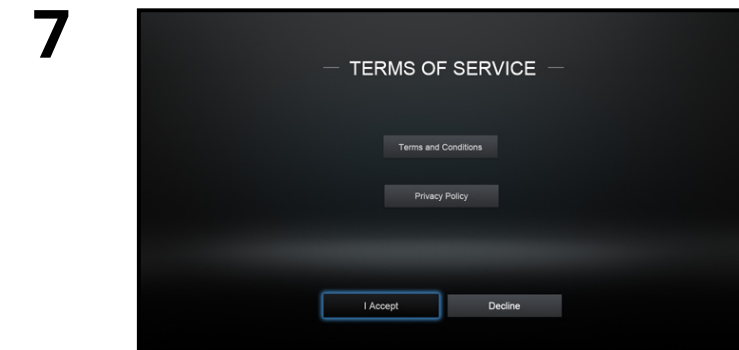 7
TERMS OF SERVICE
Terms and Conditions
Privacy Policy
I Accept
Decline